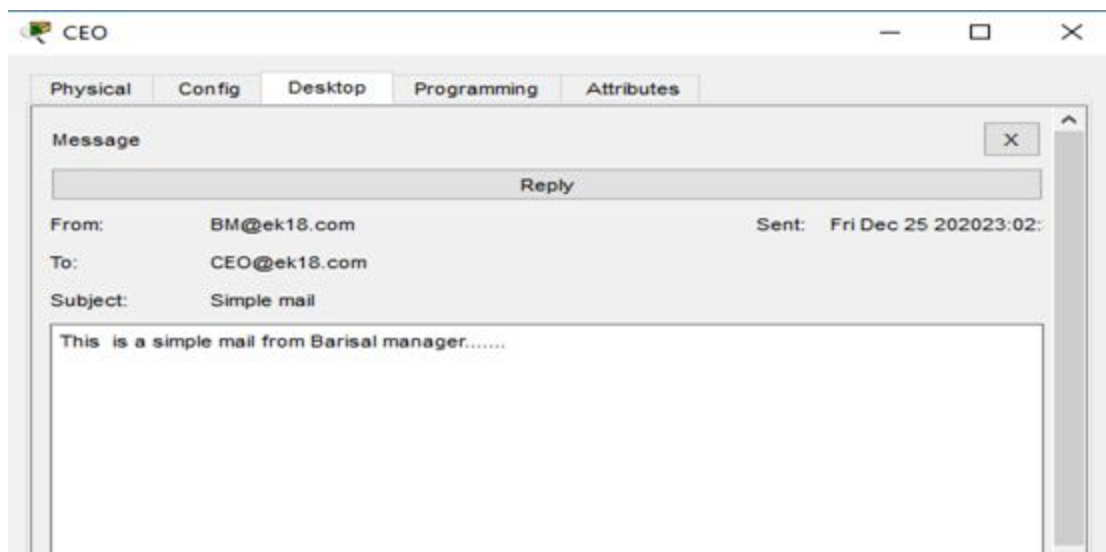 CEO
Physical Config Desktop Programming Attributes
Message X
Reply
From: BM@ek18.com Sent: Fri Dec 25 202023:02:
To: CEO@ek18.com
Subject: Simple mail
This is a simple mail from Barisal manager.......